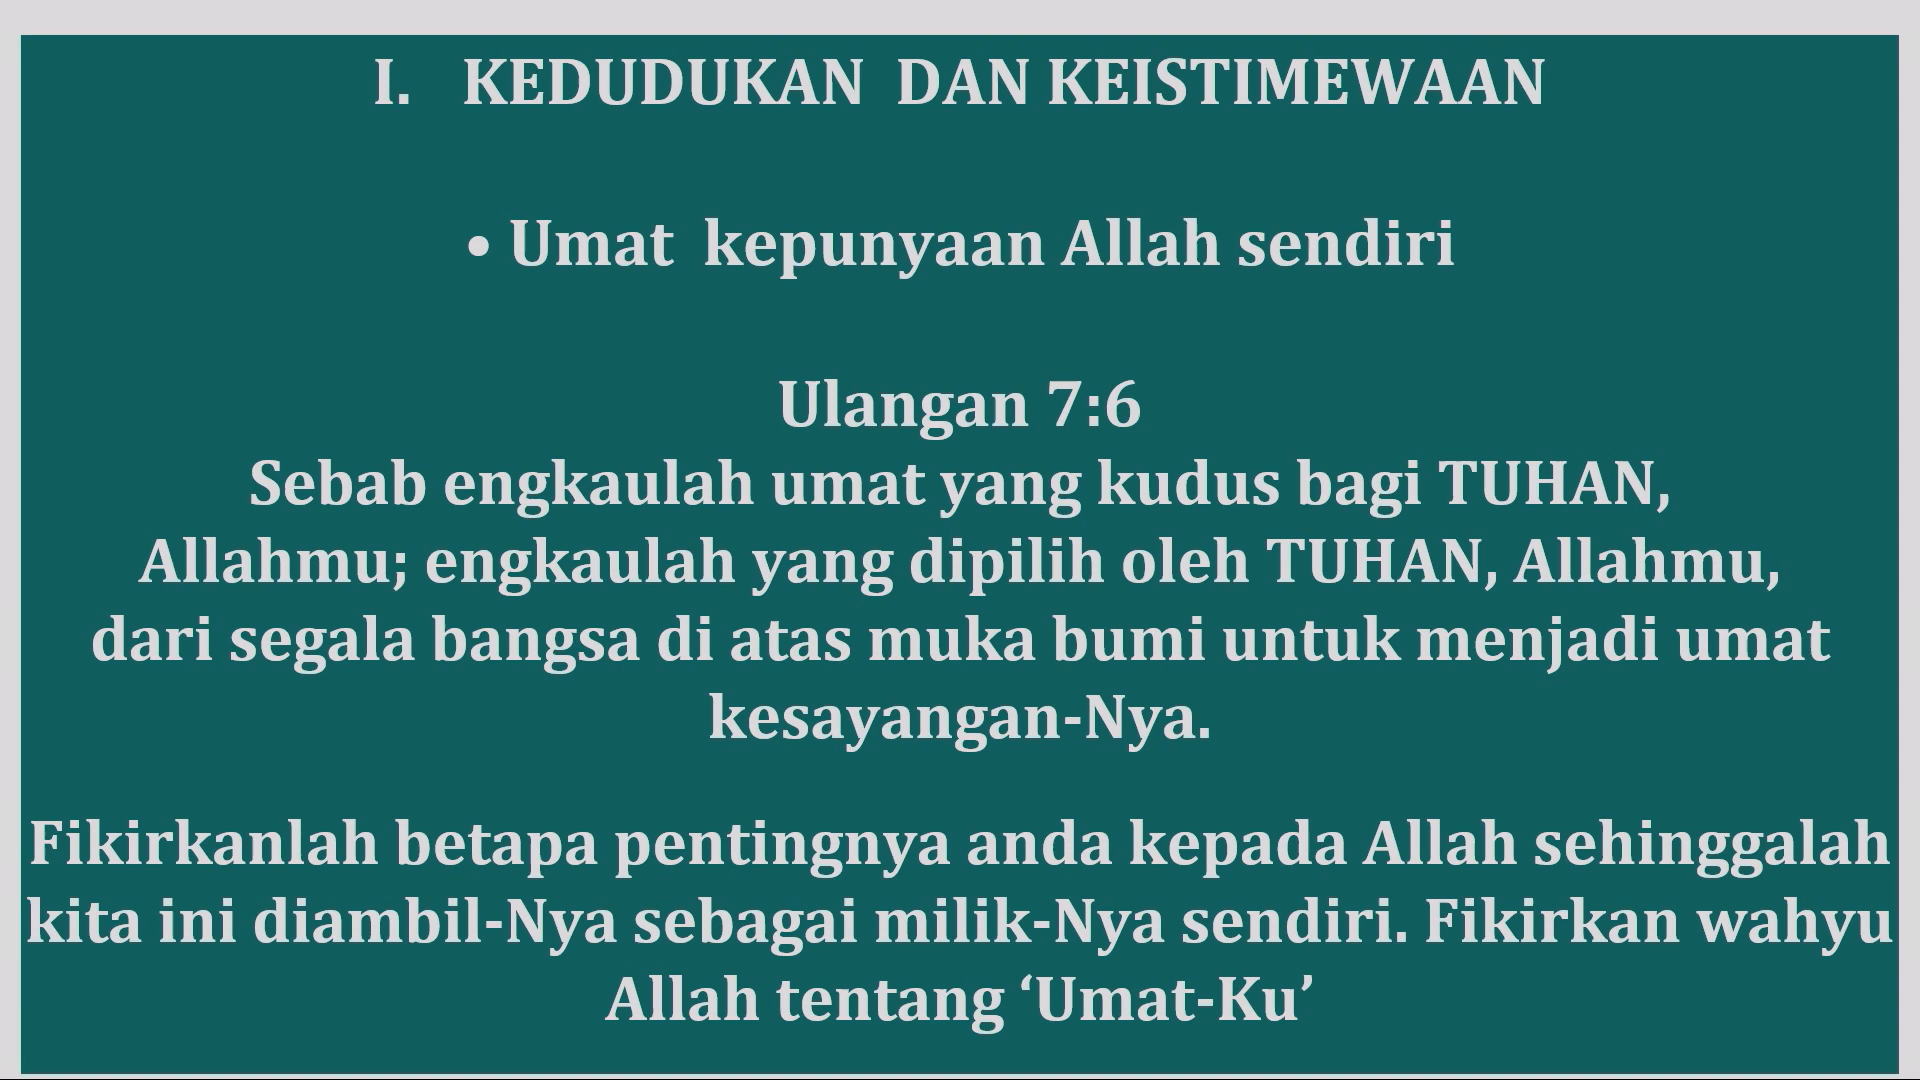 I. KEDUDUKAN DAN KEISTIMEWAAN
• Umat kepunyaan Allah sendiri
Ulangan 7:6
Sebab engkaulah umat yang kudus bagi TUHAN,
Allahmu; engkaulah yang dipilih oleh TUHAN, Allahmu,
dari segala bangsa di atas muka bumi untuk menjadi umat
kesayangan-Nya.
Fikirkanlah betapa pentingnya anda kepada Allah sehinggalah
kita ini diambil-Nya sebagai milik-Nya sendiri. Fikirkan wahyu
Allah tentang ‘Umat-Ku’